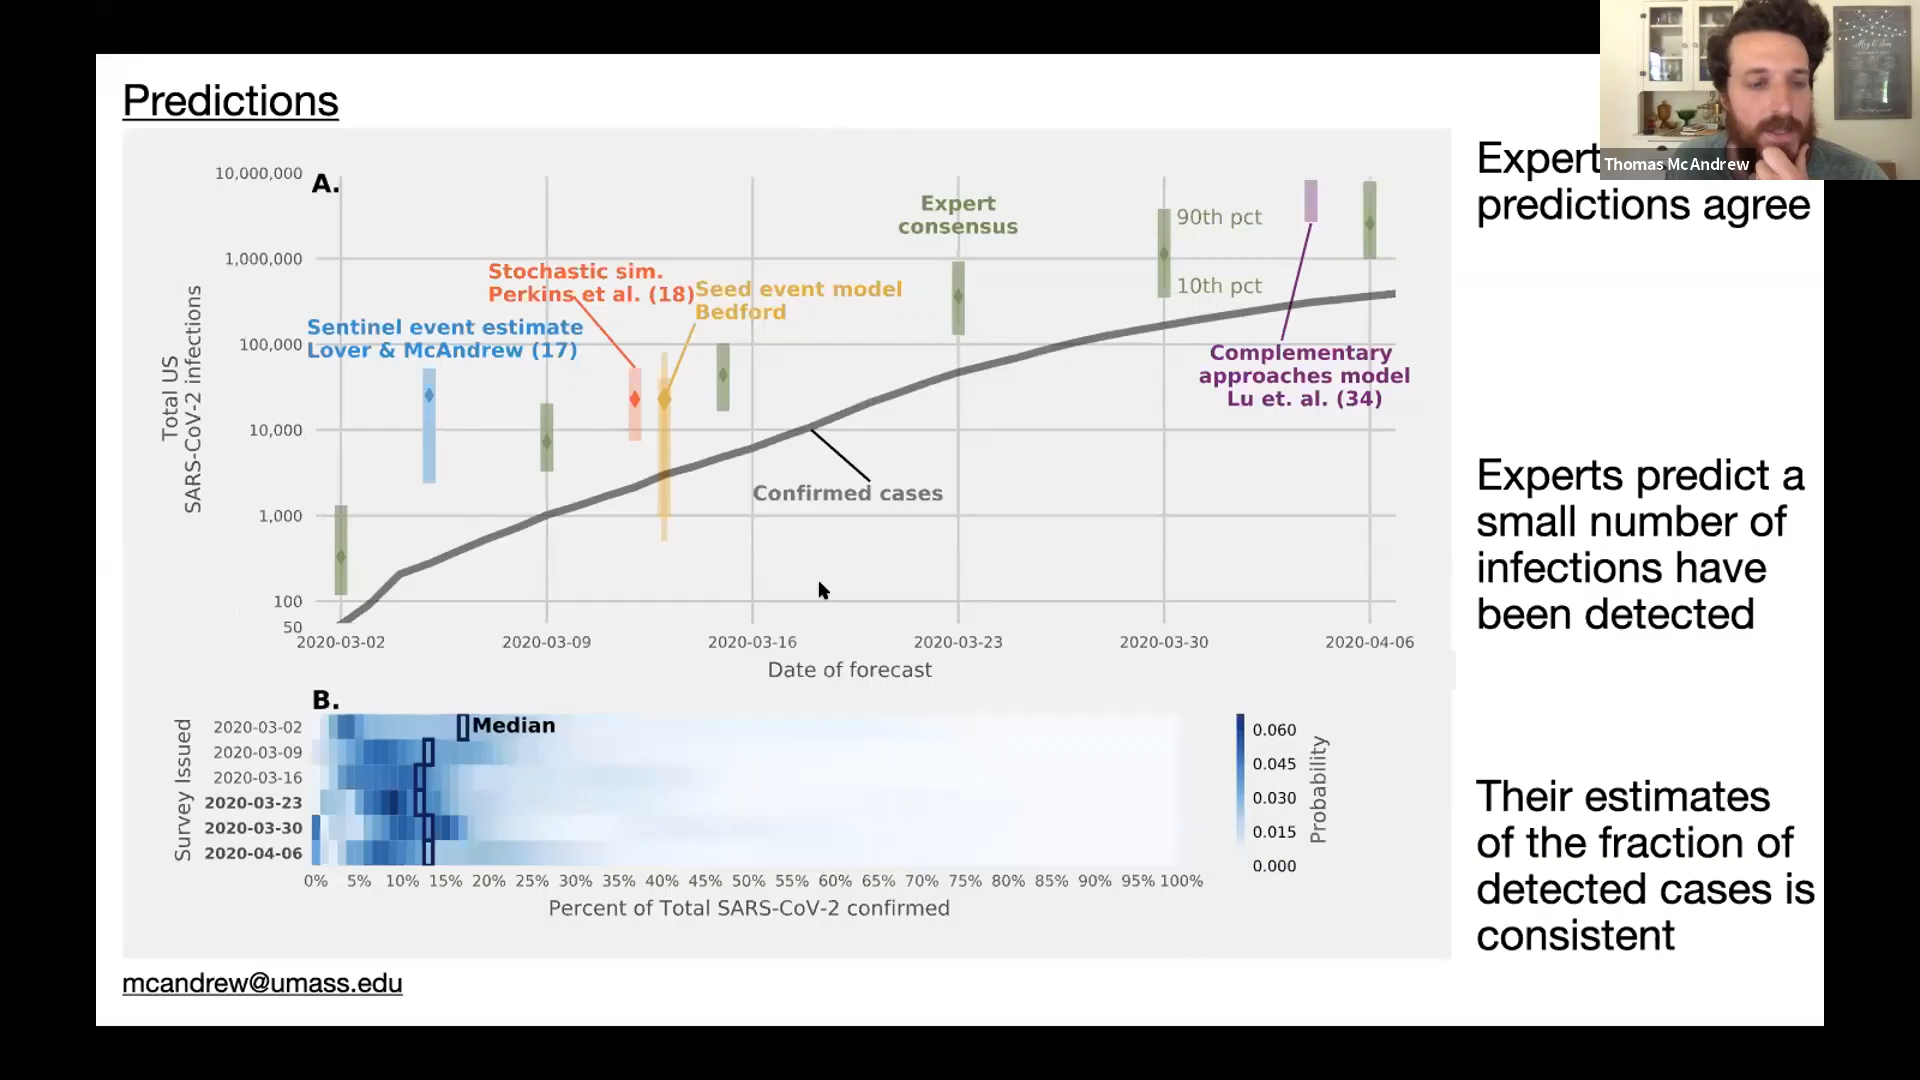 Predictions
Thomas McAndrew
Expert
predictions agree
A.
10,000,000
1,000,000
100,000
10,000
1,000
100
50
Total US
SARS-CoV-2 infections
Sentinel event estimate
Lover & McAndrew (17)
Stochastic sim.
Perkins et al. (18)
Seed event model
Bedford
Expert
consensus
90th pct
10th pct
Complementary
approaches model
Lu et. al. (34)
Confirmed cases
2020-03-02 2020-03-09 2020-03-16 2020-03-23 2020-03-30 2020-04-06
Date of forecast
Experts predict a
small number of
infections have
been detected
B.
Median
Survey Issued
2020-03-02
2020-03-09
2020-03-16
2020-03-23
2020-03-30
2020-04-06
0% 5% 10% 15% 20% 25% 30% 35% 40% 45% 50% 55% 60% 65% 70% 75% 80% 85% 90% 95% 100%
Percent of Total SARS-CoV-2 confirmed
0.060
0.045
0.030
0.015
0.000
Probability
Their estimates
of the fraction of
detected cases is
consistent
mcandrew@umass.edu